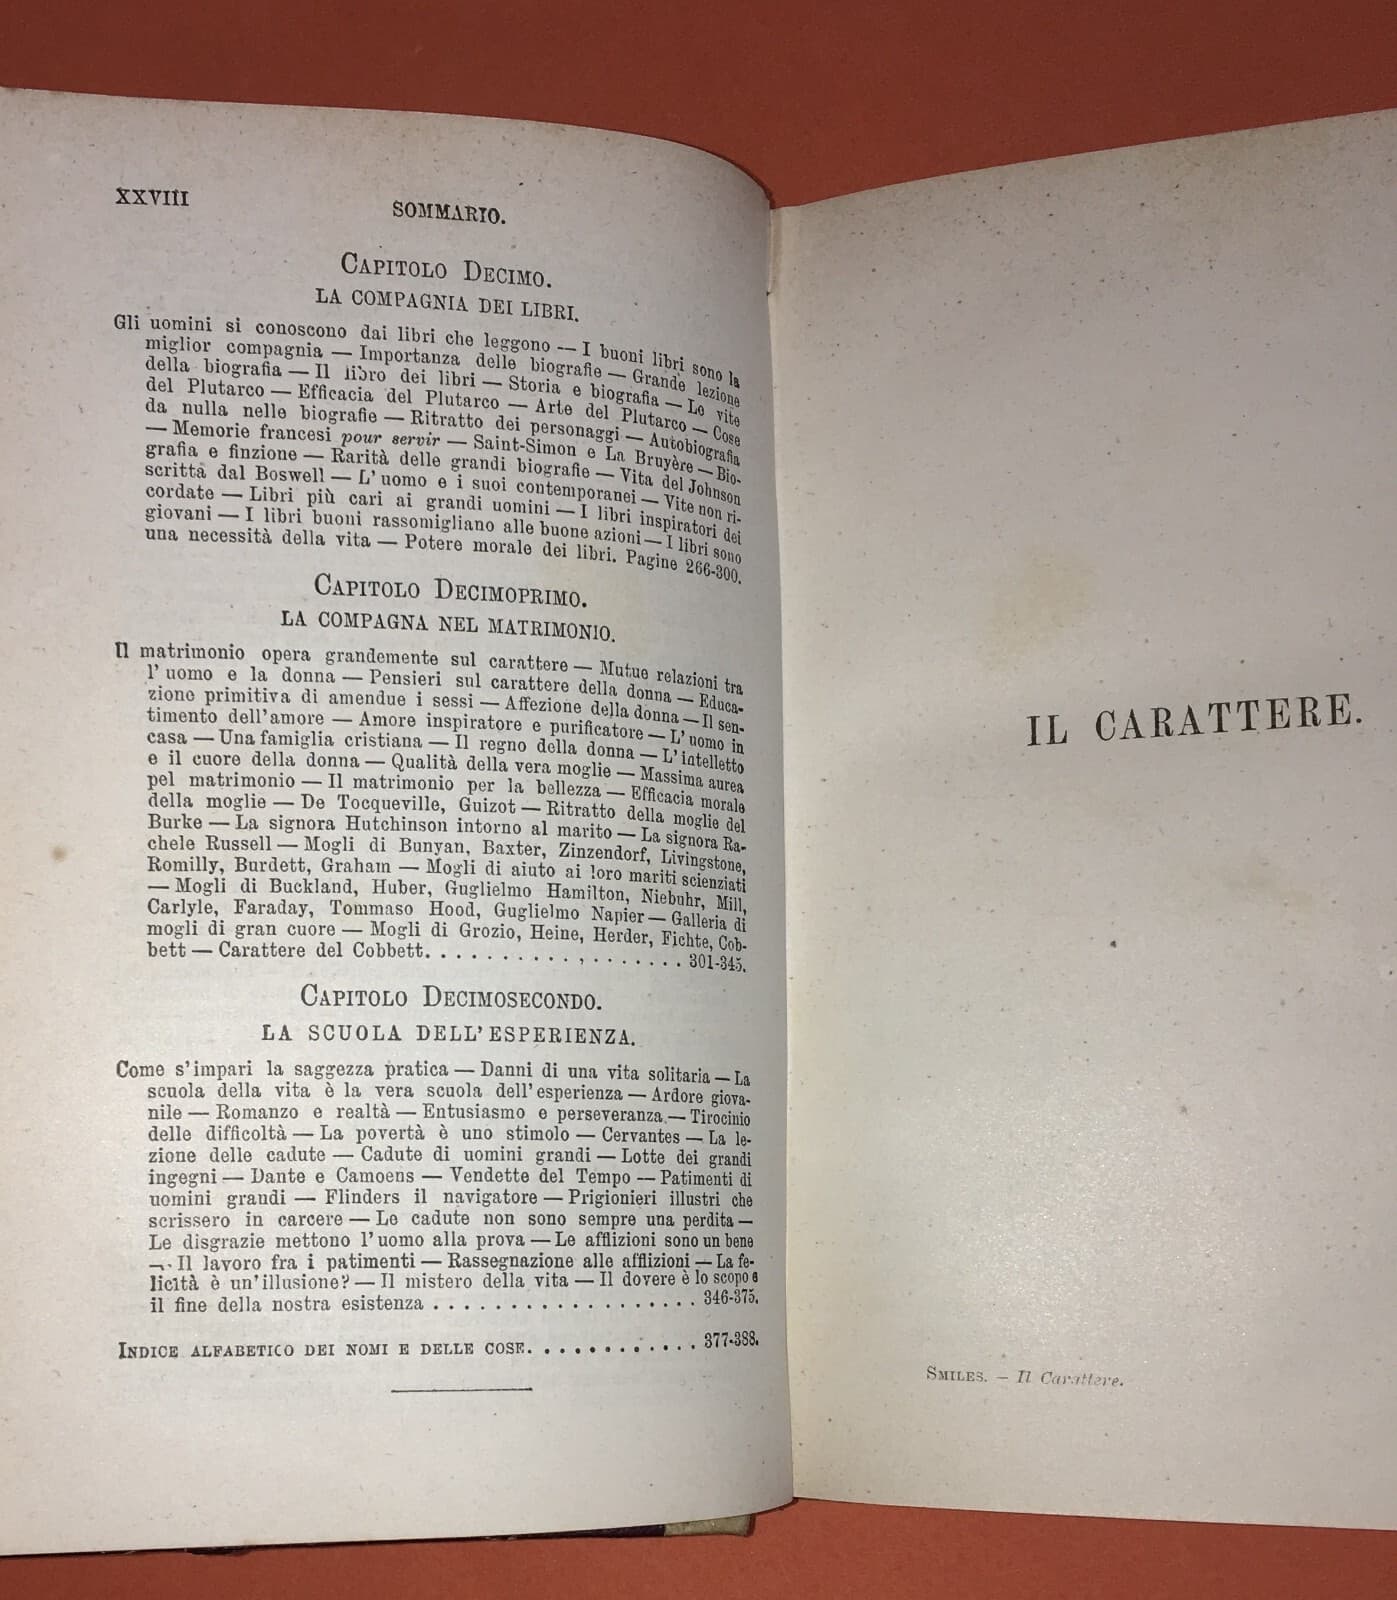 XXVIII
SOMMARIO.
CAPITOLO DECIMO.
LA COMPAGNIA DEI LIBRI.
Gli uomini si conoscono dai libri che leggono — I buoni libri sono la
miglior compagnia — Importanza delle biografie — Grande lezione
della biografia — Il libro dei libri — Storia e biografia — Le vite
del Plutarco — Efficacia del Plutarco — Arte del Plutarco — Cose
da nulla nelle biografie — Ritratto dei personaggi — Autobiografia
— Memorie francesi pour servir — Saint-Simon e La Bruyère — Bio-
grafia e finzione — Rarità delle grandi biografie — Vita del Johnson
scritta dal Boswell — L'uomo e i suoi contemporanei — Vite non ri-
cordate — Libri più cari ai grandi uomini — I libri inspiratori dei
giovani — I libri buoni rassomigliano alle buone azioni — I libri sono
una necessità della vita — Potere morale dei libri. Pagine 266-300.
CAPITOLO DECIMOPRIMO.
LA COMPAGNA NEL MATRIMONIO.
Il matrimonio opera grandemente sul carattere — Mutue relazioni tra
l'uomo e la donna — Pensieri sul carattere della donna — Educa-
zione primitiva di amendue i sessi — Affezione della donna — Il sen-
timento dell'amore — Amore inspiratore e purificatore — L'uomo in
casa — Una famiglia cristiana — Il regno della donna — L'intelletto
e il cuore della donna — Qualità della vera moglie — Massima aurea
pel matrimonio — Il matrimonio per la bellezza — Efficacia morale
della moglie — De Tocqueville, Guizot — Ritratto della moglie del
Burke — La signora Hutchinson intorno al marito — La signora Ra-
chele Russell — Mogli di Bunyan, Baxter, Zinzendorf, Livingstone,
Romilly, Burdett, Graham — Mogli di aiuto ai loro mariti scienziati
— Mogli di Buckland, Huber, Guglielmo Hamilton, Niebuhr, Mill,
Carlyle, Faraday, Tommaso Hood, Guglielmo Napier — Galleria di
mogli di gran cuore — Mogli di Grozio, Heine, Herder, Fichte, Cob-
bett — Carattere del Cobbett. . . . . . . . . . . , . . . . . . . 301-345.
CAPITOLO DECIMOSECONDO.
LA SCUOLA DELL'ESPERIENZA.
Come s'impari la saggezza pratica — Danni di una vita solitaria — La
scuola della vita è la vera scuola dell'esperienza — Ardore giova-
nile — Romanzo e realtà — Entusiasmo e perseveranza — Tirocinio
delle difficoltà — La povertà è uno stimolo — Cervantes — La le-
zione delle cadute — Cadute di uomini grandi — Lotte dei grandi
ingegni — Dante e Camoens — Vendette del Tempo — Patimenti di
uomini grandi — Flinders il navigatore — Prigionieri illustri che
scrissero in carcere — Le cadute non sono sempre una perdita —
Le disgrazie mettono l'uomo alla prova — Le afflizioni sono un bene
— Il lavoro fra i patimenti — Rassegnazione alle afflizioni — La fe-
licità è un'illusione? — Il mistero della vita — Il dovere è lo scopo e
il fine della nostra esistenza . . . . . . . . . . . . . . . . . . . 346-375.
INDICE ALFABETICO DEI NOMI E DELLE COSE. . . . . . . . . . . . 377-388.
IL CARATTERE.
SMILES. — Il Carattere.